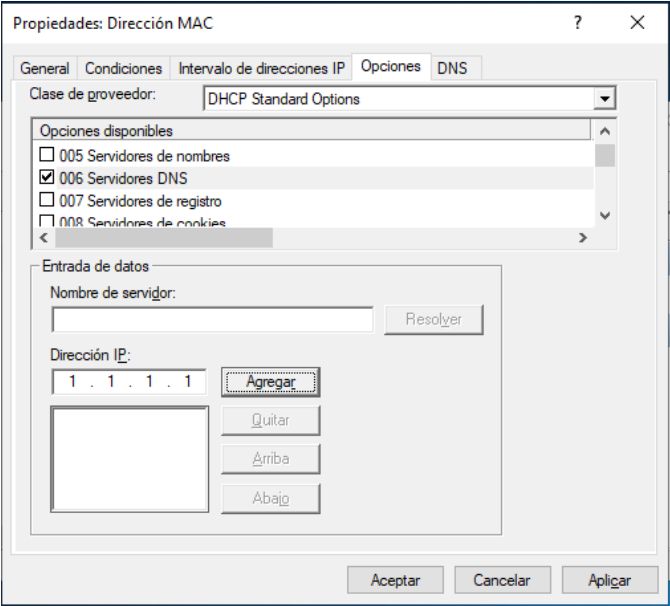 Propiedades: Dirección MAC ? ×
General Condiciones Intervalo de direcciones IP Opciones DNS
Clase de proveedor: DHCP Standard Options
Opciones disponibles
005 Servidores de nombres
006 Servidores DNS
007 Servidores de registro
008 Servidores de cookies
Entrada de datos
Nombre de servidor:
Resolver
Dirección IP:
1 . 1 . 1 . 1 Agregar
Quitar
Arriba
Abajo
Aceptar Cancelar Aplicar